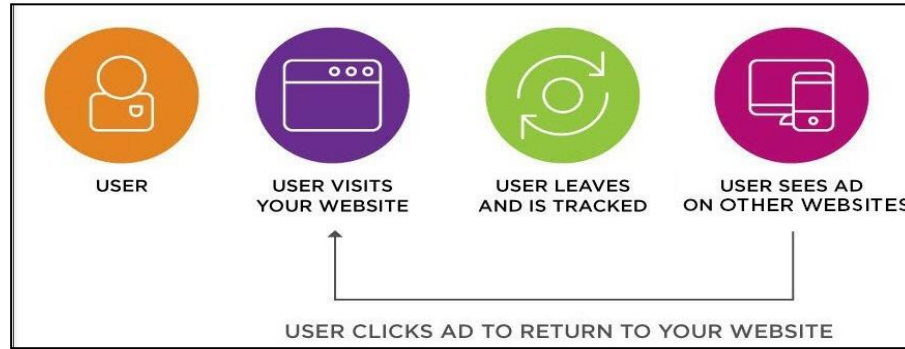 USER
USER VISITS
YOUR WEBSITE
USER LEAVES
AND IS TRACKED
USER SEES AD
ON OTHER WEBSITES
USER CLICKS AD TO RETURN TO YOUR WEBSITE